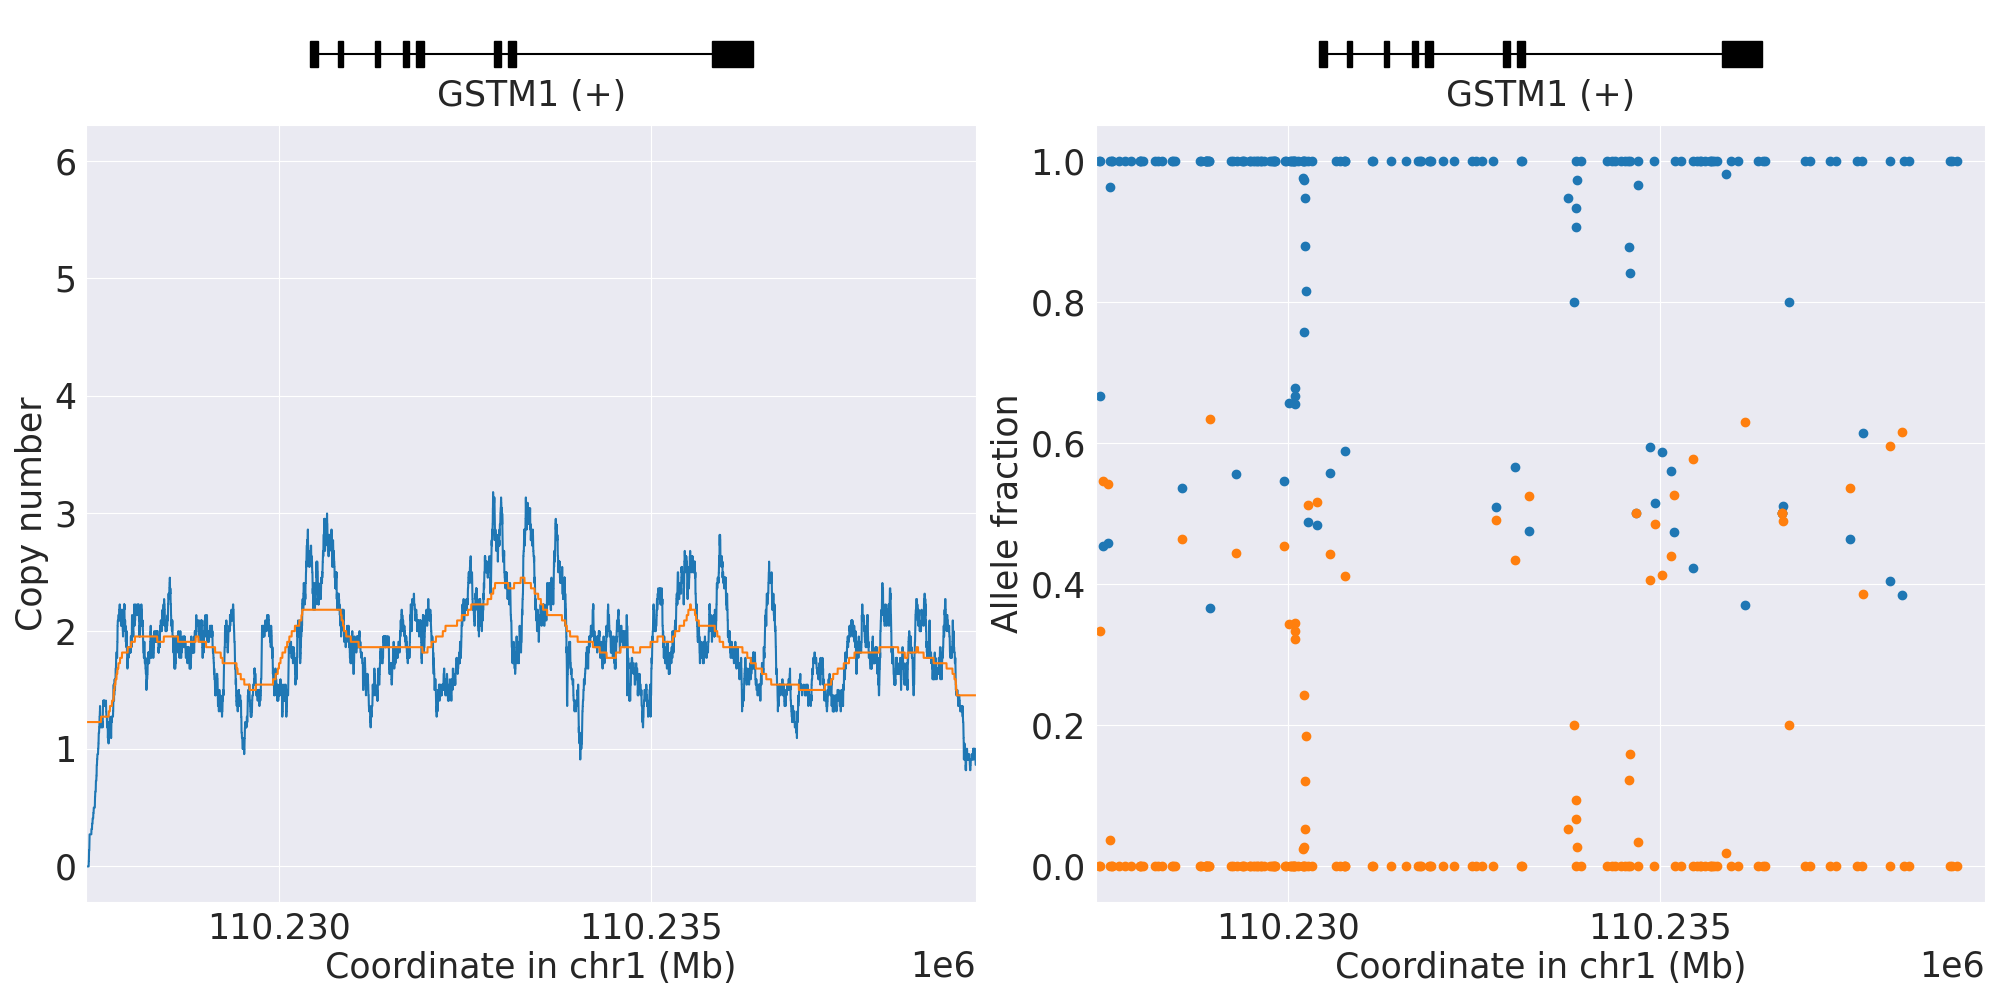 GSTM1 (+)
6
5
4
3
2
1
0
Copy number
110.230
110.235
Coordinate in chr1 (Mb)
1e6
GSTM1 (+)
1.0
0.8
0.6
0.4
0.2
0.0
Allele fraction
110.230
110.235
Coordinate in chr1 (Mb)
1e6